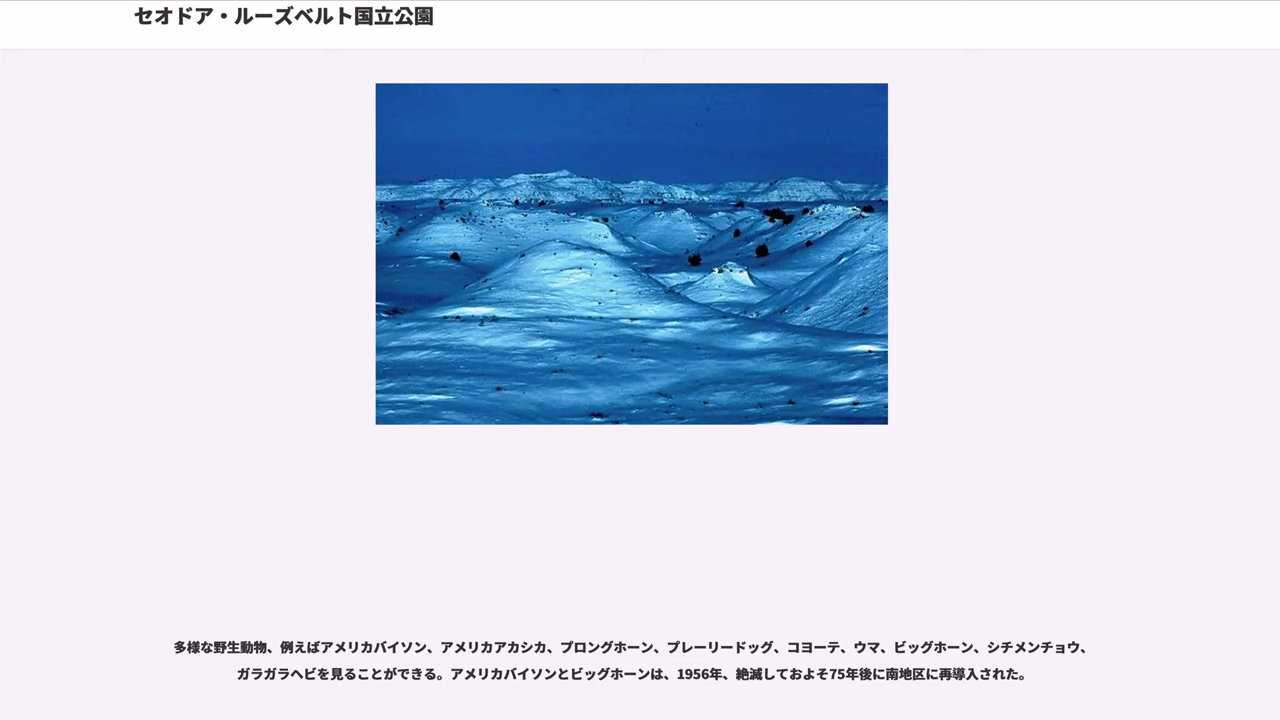 セオドア・ルーズベルト国立公園
多様な野生動物、例えばアメリカバイソン、アメリカアカシカ、プロングホーン、プレーリードッグ、コヨーテ、ウマ、ビッグホーン、シチメンチョウ、
ガラガラヘビを見ることができる。アメリカバイソンとビッグホーンは、1956年、絶滅しておよそ75年後に南地区に再導入された。